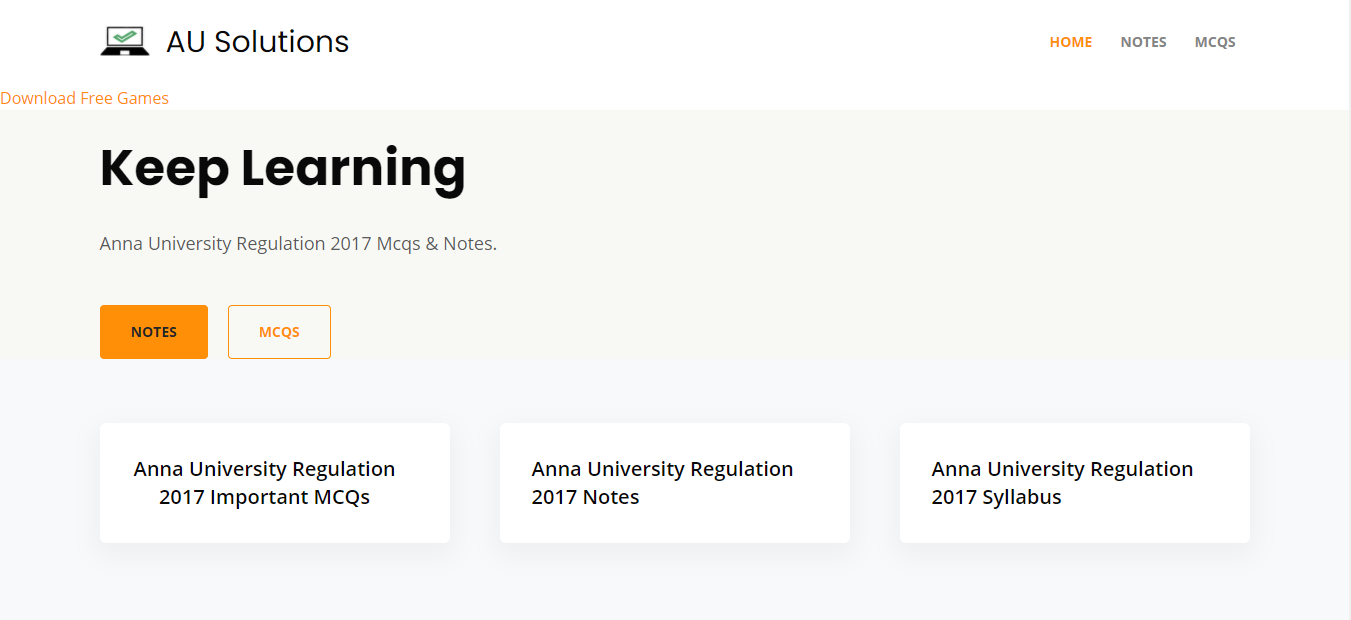 AU Solutions
HOME NOTES MCQS
Download Free Games
Keep Learning
Anna University Regulation 2017 Mcqs & Notes.
NOTES MCQS
Anna University Regulation
2017 Important MCQs
Anna University Regulation
2017 Notes
Anna University Regulation
2017 Syllabus